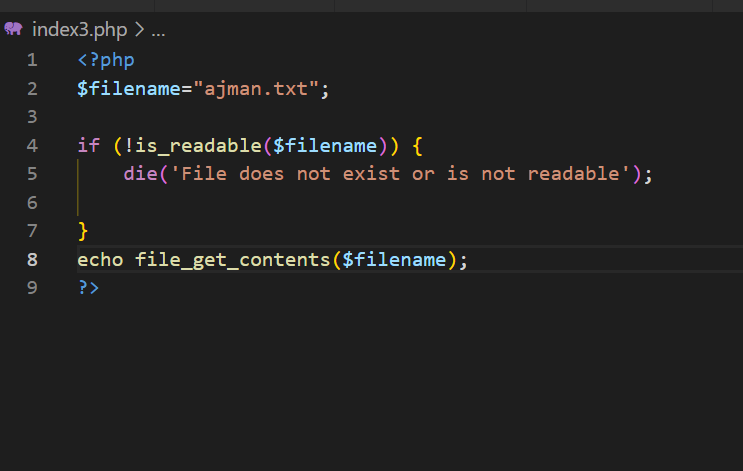 index3.php > ...
1 <?php
2 $filename="ajman.txt";
3
4 if (!is_readable($filename)) {
5     die('File does not exist or is not readable');
6
7 }
8 echo file_get_contents($filename);
9 ?>